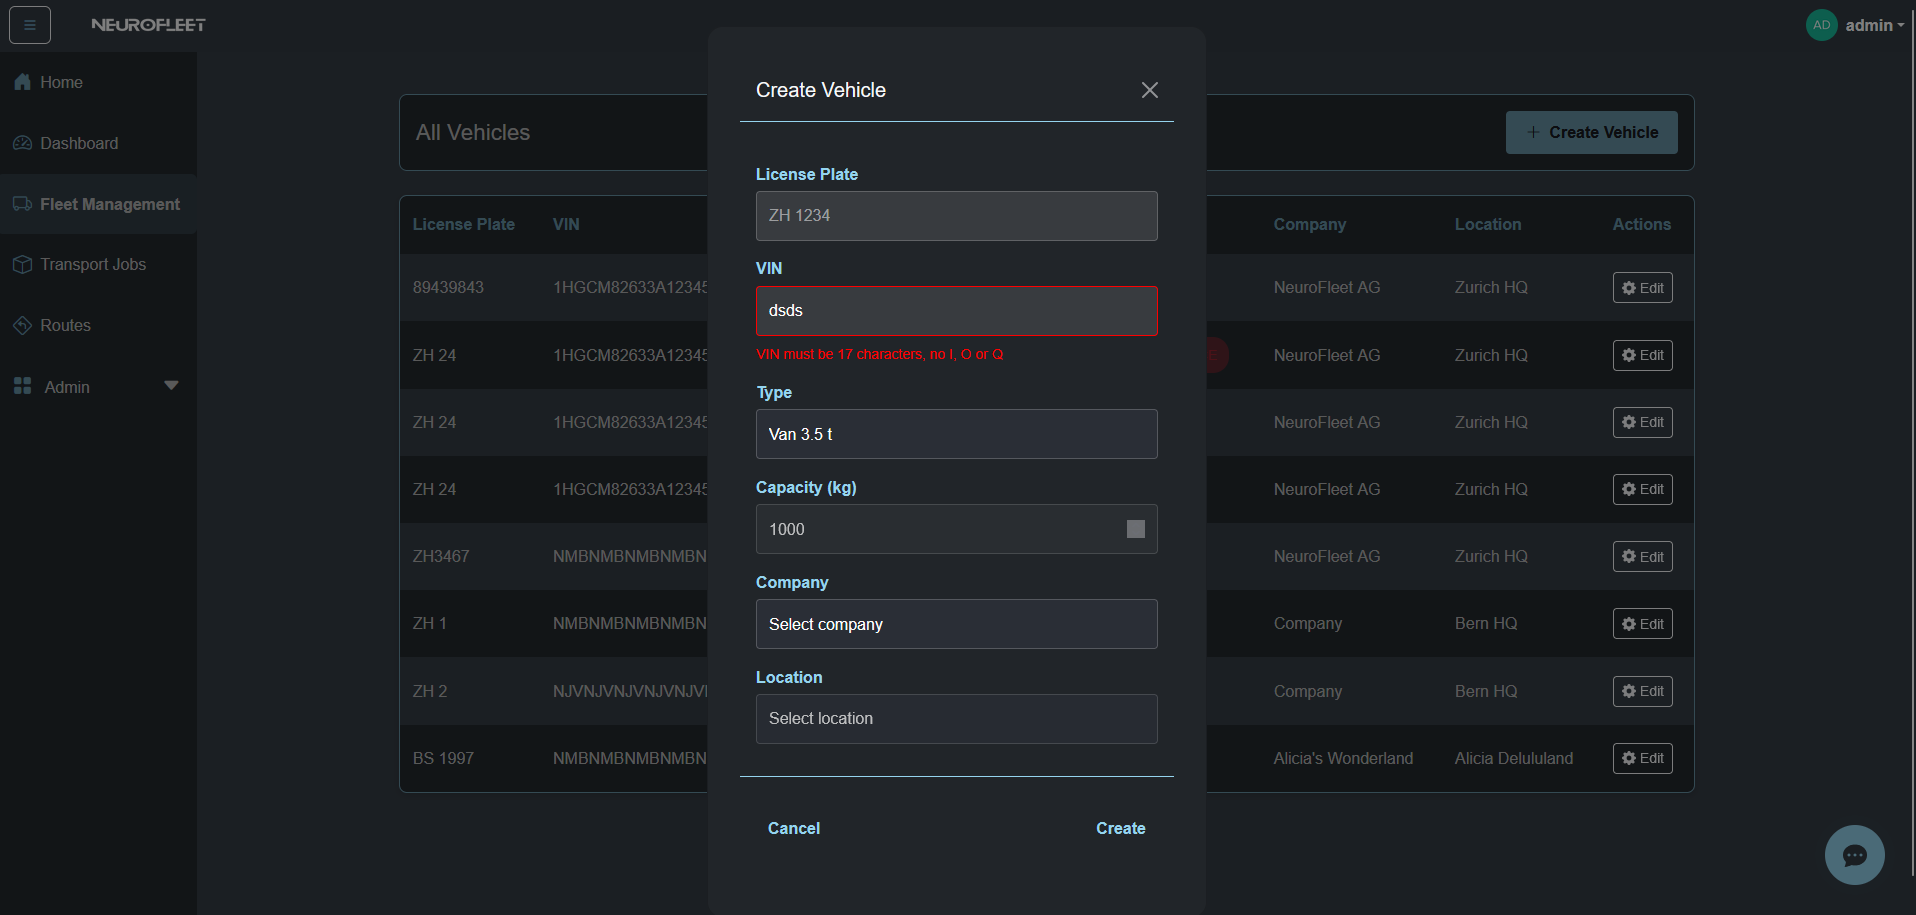 NEUROFLEET
AD admin
Home
Dashboard
Fleet Management
Transport Jobs
Routes
Admin
All Vehicles
+ Create Vehicle
License Plate VIN Company Location Actions
89439843 1HGCM82633A12345 NeuroFleet AG Zurich HQ Edit
ZH 24 1HGCM82633A12345 E NeuroFleet AG Zurich HQ Edit
ZH 24 1HGCM82633A12345 NeuroFleet AG Zurich HQ Edit
ZH 24 1HGCM82633A12345 NeuroFleet AG Zurich HQ Edit
ZH3467 NMBNMBNMBNMBN NeuroFleet AG Zurich HQ Edit
ZH 1 NMBNMBNMBNMBN Company Bern HQ Edit
ZH 2 NJVNJVNJVNJVNJV Company Bern HQ Edit
BS 1997 NMBNMBNMBNMBN Alicia's Wonderland Alicia Delululand Edit
Create Vehicle
License Plate
ZH 1234
VIN
dsds
VIN must be 17 characters, no I, O or Q
Type
Van 3.5 t
Capacity (kg)
1000
Company
Select company
Location
Select location
Cancel Create